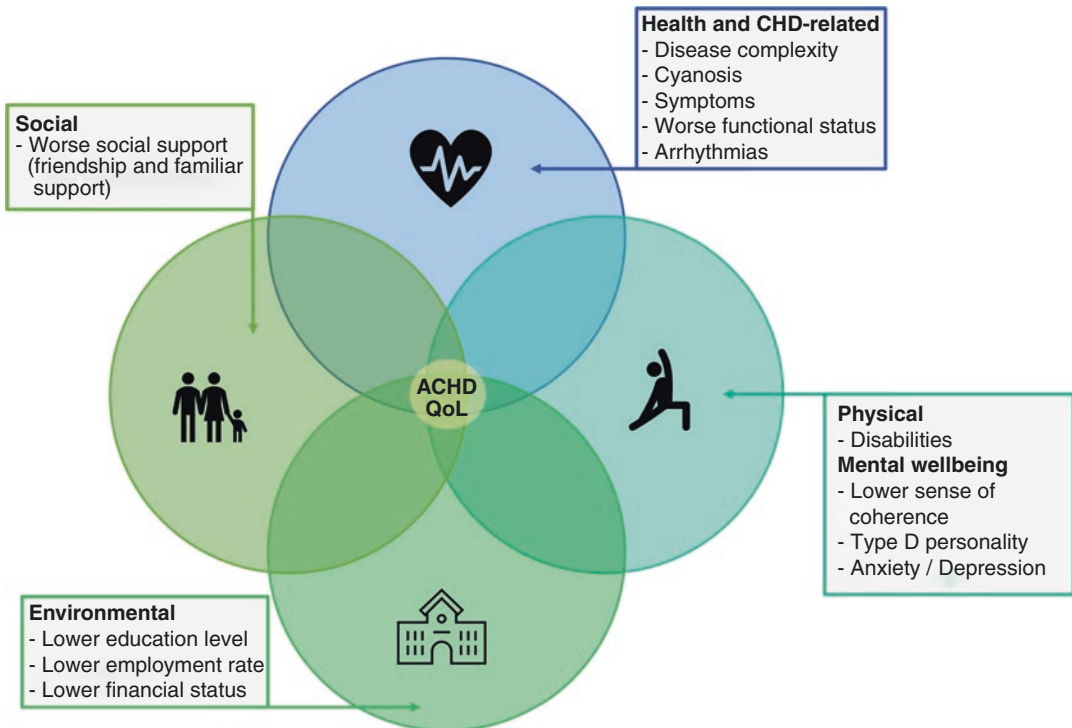 Health and CHD-related
- Disease complexity
- Cyanosis
- Symptoms
- Worse functional status
- Arrhythmias
Social
- Worse social support
(friendship and familiar
support)
ACHD
QoL
Physical
- Disabilities
Mental wellbeing
- Lower sense of
coherence
- Type D personality
- Anxiety / Depression
Environmental
- Lower education level
- Lower employment rate
- Lower financial status